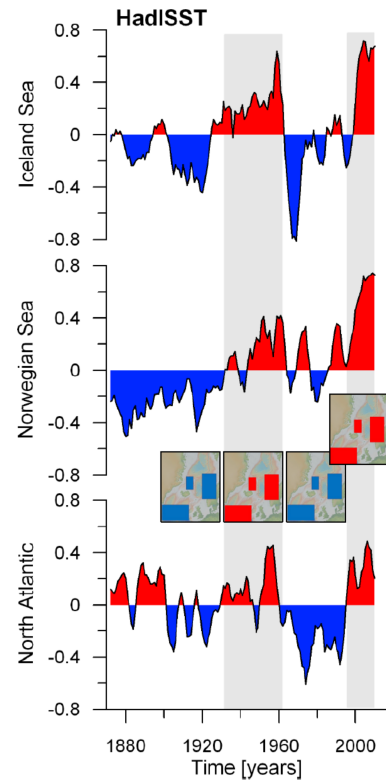 HadISST
0.8
0.4
0
-0.4
-0.8
Iceland Sea
0.8
0.4
0
-0.4
-0.8
Norwegian Sea
0.8
0.4
0
-0.4
-0.8
North Atlantic
1880 1920 1960 2000
Time [years]